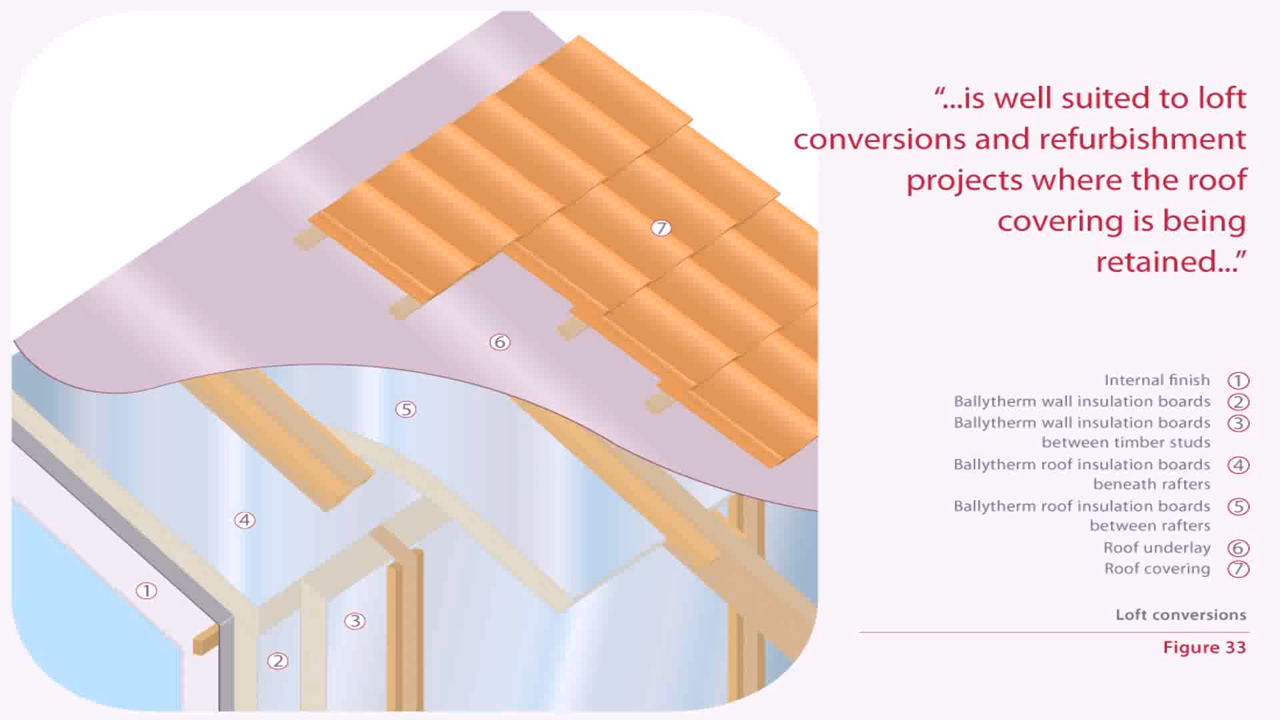 “...is well suited to loft
conversions and refurbishment
projects where the roof
covering is being
retained...”
Internal finish 1
Ballytherm wall insulation boards 2
Ballytherm wall insulation boards 3
between timber studs
Ballytherm roof insulation boards 4
beneath rafters
Ballytherm roof insulation boards 5
between rafters
Roof underlay 6
Roof covering 7
Loft conversions
Figure 33
7
6
5
4
1
3
2